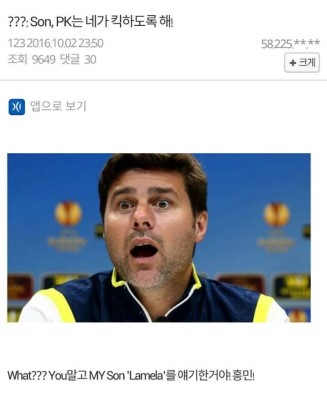 ???: Son, PK는 네가 킥하도록 해!
123 2016.10.02 23:50
58.225.**.**
조회 9649 댓글 30
+ 크게
앱으로 보기
What??? You말고 MY Son 'Lamela'를 얘기한거야! 흥민!